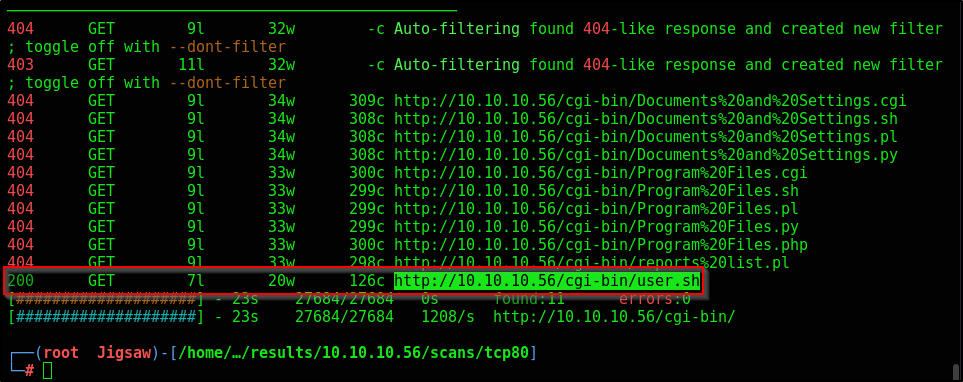 404 GET 9l 32w -c Auto-filtering found 404-like response and created new filter
; toggle off with --dont-filter
403 GET 11l 32w -c Auto-filtering found 404-like response and created new filter
; toggle off with --dont-filter
404 GET 9l 34w 309c http://10.10.10.56/cgi-bin/Documents%20and%20Settings.cgi
404 GET 9l 34w 308c http://10.10.10.56/cgi-bin/Documents%20and%20Settings.sh
404 GET 9l 34w 308c http://10.10.10.56/cgi-bin/Documents%20and%20Settings.pl
404 GET 9l 34w 308c http://10.10.10.56/cgi-bin/Documents%20and%20Settings.py
404 GET 9l 33w 300c http://10.10.10.56/cgi-bin/Program%20Files.cgi
404 GET 9l 33w 299c http://10.10.10.56/cgi-bin/Program%20Files.sh
404 GET 9l 33w 299c http://10.10.10.56/cgi-bin/Program%20Files.pl
404 GET 9l 33w 299c http://10.10.10.56/cgi-bin/Program%20Files.py
404 GET 9l 33w 300c http://10.10.10.56/cgi-bin/Program%20Files.php
404 GET 9l 33w 298c http://10.10.10.56/cgi-bin/reports%20list.pl
200 GET 7l 20w 126c http://10.10.10.56/cgi-bin/user.sh
[####################] - 23s 27684/27684 0s found:11 errors:0
[####################] - 23s 27684/27684 1208/s http://10.10.10.56/cgi-bin/
┌──(root Jigsaw)-[/home/…/results/10.10.10.56/scans/tcp80]
└─#